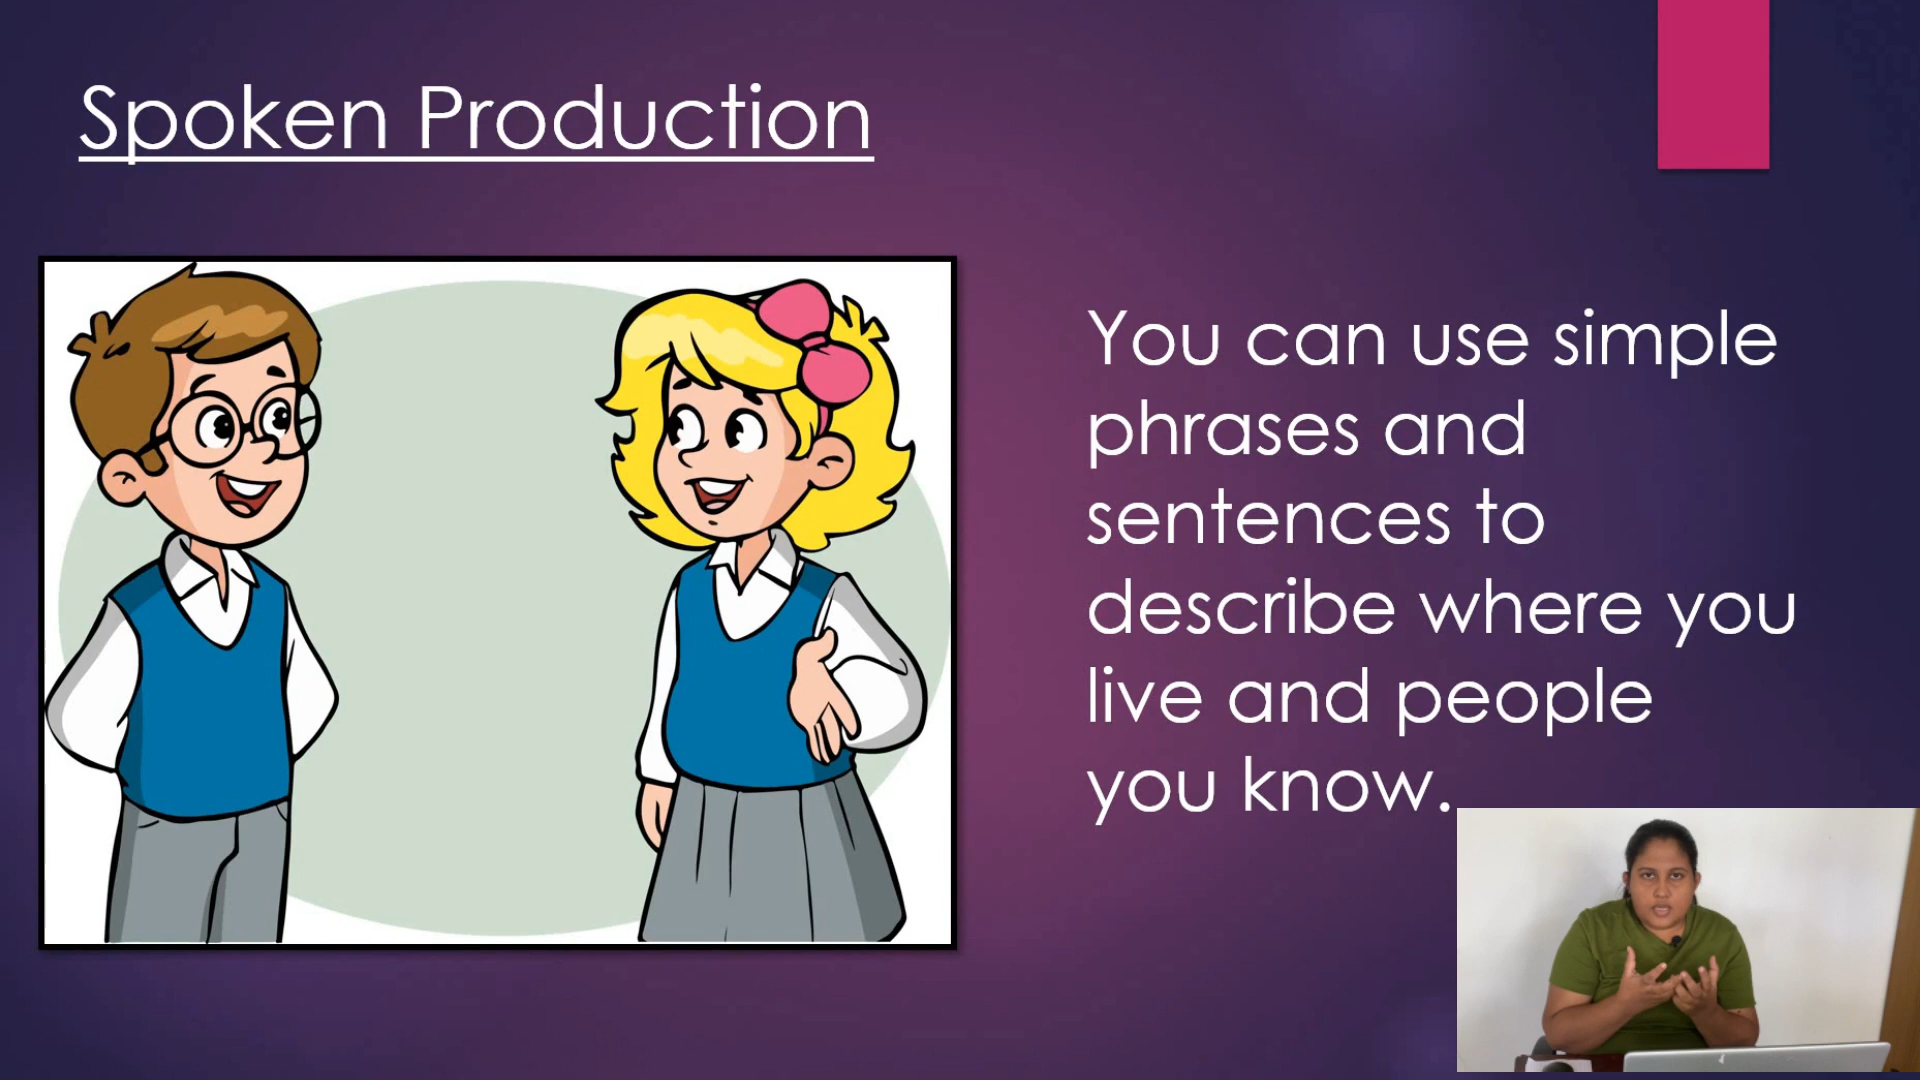 Spoken Production
You can use simple
phrases and
sentences to
describe where you
live and people
you know.